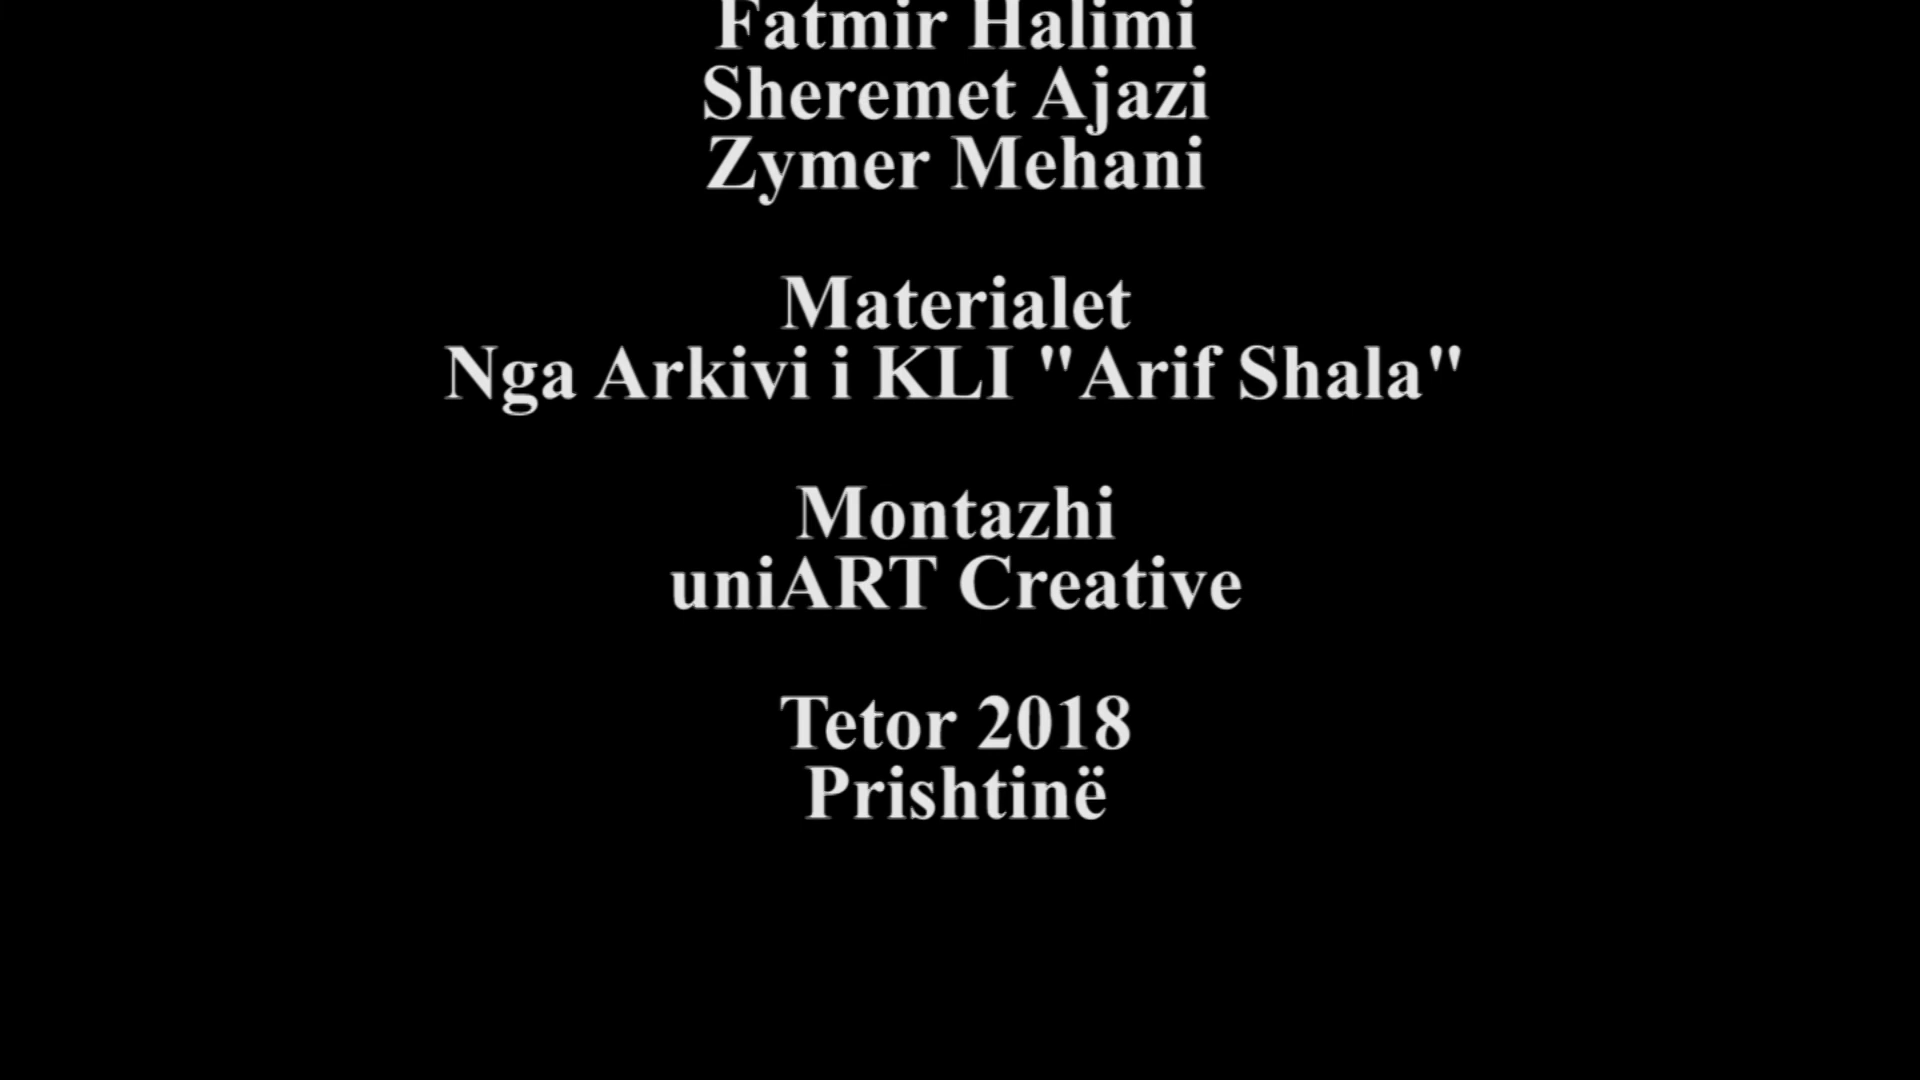 Fatmir Halimi
Sheremet Ajazi
Zymer Mehani
Materialet
Nga Arkivi i KLI "Arif Shala"
Montazhi
uniART Creative
Tetor 2018
Prishtinë